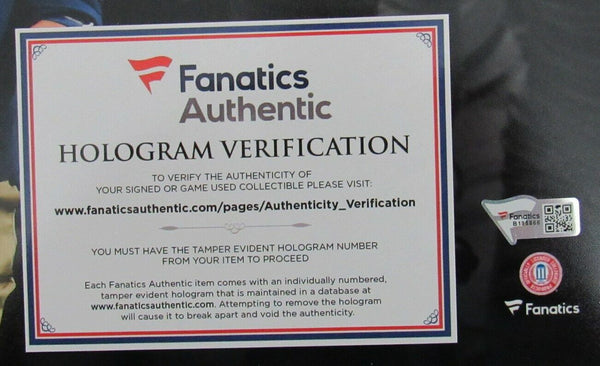 Fanatics
Authentic
HOLOGRAM VERIFICATION
TO VERIFY THE AUTHENTICITY OF
YOUR SIGNED OR GAME USED COLLECTIBLE PLEASE VISIT:
www.fanaticsauthentic.com/pages/Authenticity_Verification
YOU MUST HAVE THE TAMPER EVIDENT HOLOGRAM NUMBER
FROM YOUR ITEM TO PROCEED
Each Fanatics Authentic item comes with an individually numbered,
tamper evident hologram that is maintained in a database at
www.fanaticsauthentic.com. Attempting to remove the hologram
will cause it to break apart and void the authenticity.
Fanatics
Fanatics